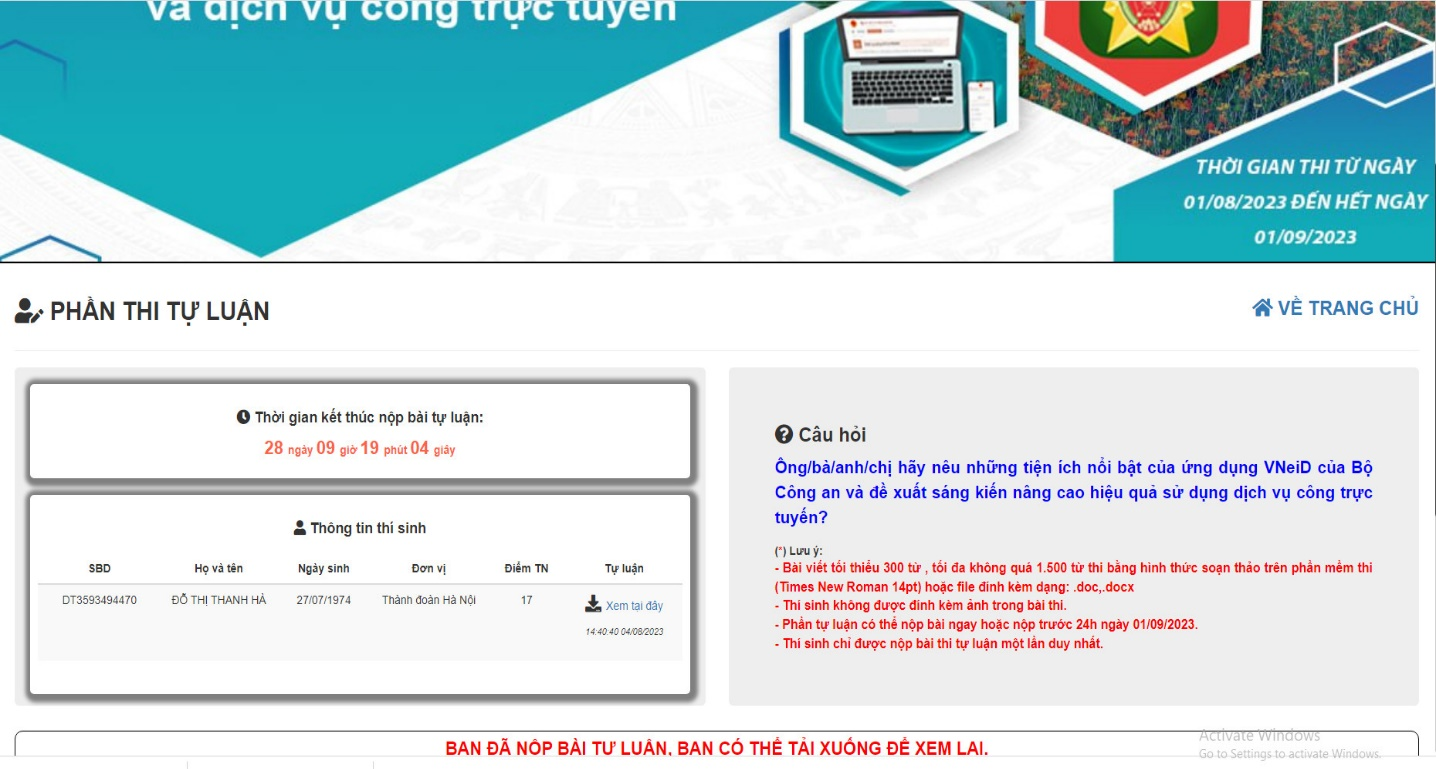 và dịch vụ công trực tuyến
THỜI GIAN THI TỪ NGÀY
01/08/2023 ĐẾN HẾT NGÀY
01/09/2023
PHẦN THI TỰ LUẬN
VỀ TRANG CHỦ
Thời gian kết thúc nộp bài tự luận:
28 ngày 09 giờ 19 phút 04 giây
Thông tin thí sinh
SBD Họ và tên Ngày sinh Đơn vị Điểm TN Tự luận
DT3593494470 ĐỖ THỊ THANH HÀ 27/07/1974 Thành đoàn Hà Nội 17 Xem tại đây
14:40:40 04/08/2023
Câu hỏi
Ông/bà/anh/chị hãy nêu những tiện ích nổi bật của ứng dụng VNeiD của Bộ
Công an và đề xuất sáng kiến nâng cao hiệu quả sử dụng dịch vụ công trực
tuyến?
(*) Lưu ý:
- Bài viết tối thiểu 300 từ , tối đa không quá 1.500 từ thi bằng hình thức soạn thảo trên phần mềm thi
(Times New Roman 14pt) hoặc file đính kèm dạng: .doc,.docx
- Thí sinh không được đính kèm ảnh trong bài thi.
- Phần tự luận có thể nộp bài ngay hoặc nộp trước 24h ngày 01/09/2023.
- Thí sinh chỉ được nộp bài thi tự luận một lần duy nhất.
BẠN ĐÃ NỘP BÀI TỰ LUẬN, BẠN CÓ THỂ TẢI XUỐNG ĐỂ XEM LẠI.
Activate Windows
Go to Settings to activate Windows.